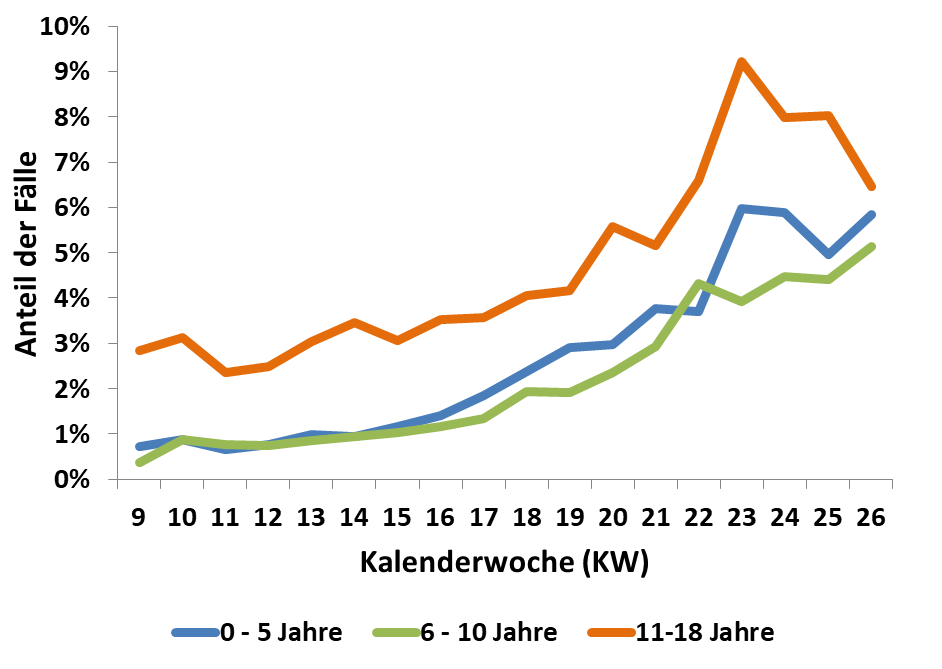 10%
9%
8%
7%
6%
5%
4%
3%
2%
1%
0%
Anteil der Fälle
9 10 11 12 13 14 15 16 17 18 19 20 21 22 23 24 25 26
Kalenderwoche (KW)
0 - 5 Jahre 6 - 10 Jahre 11-18 Jahre